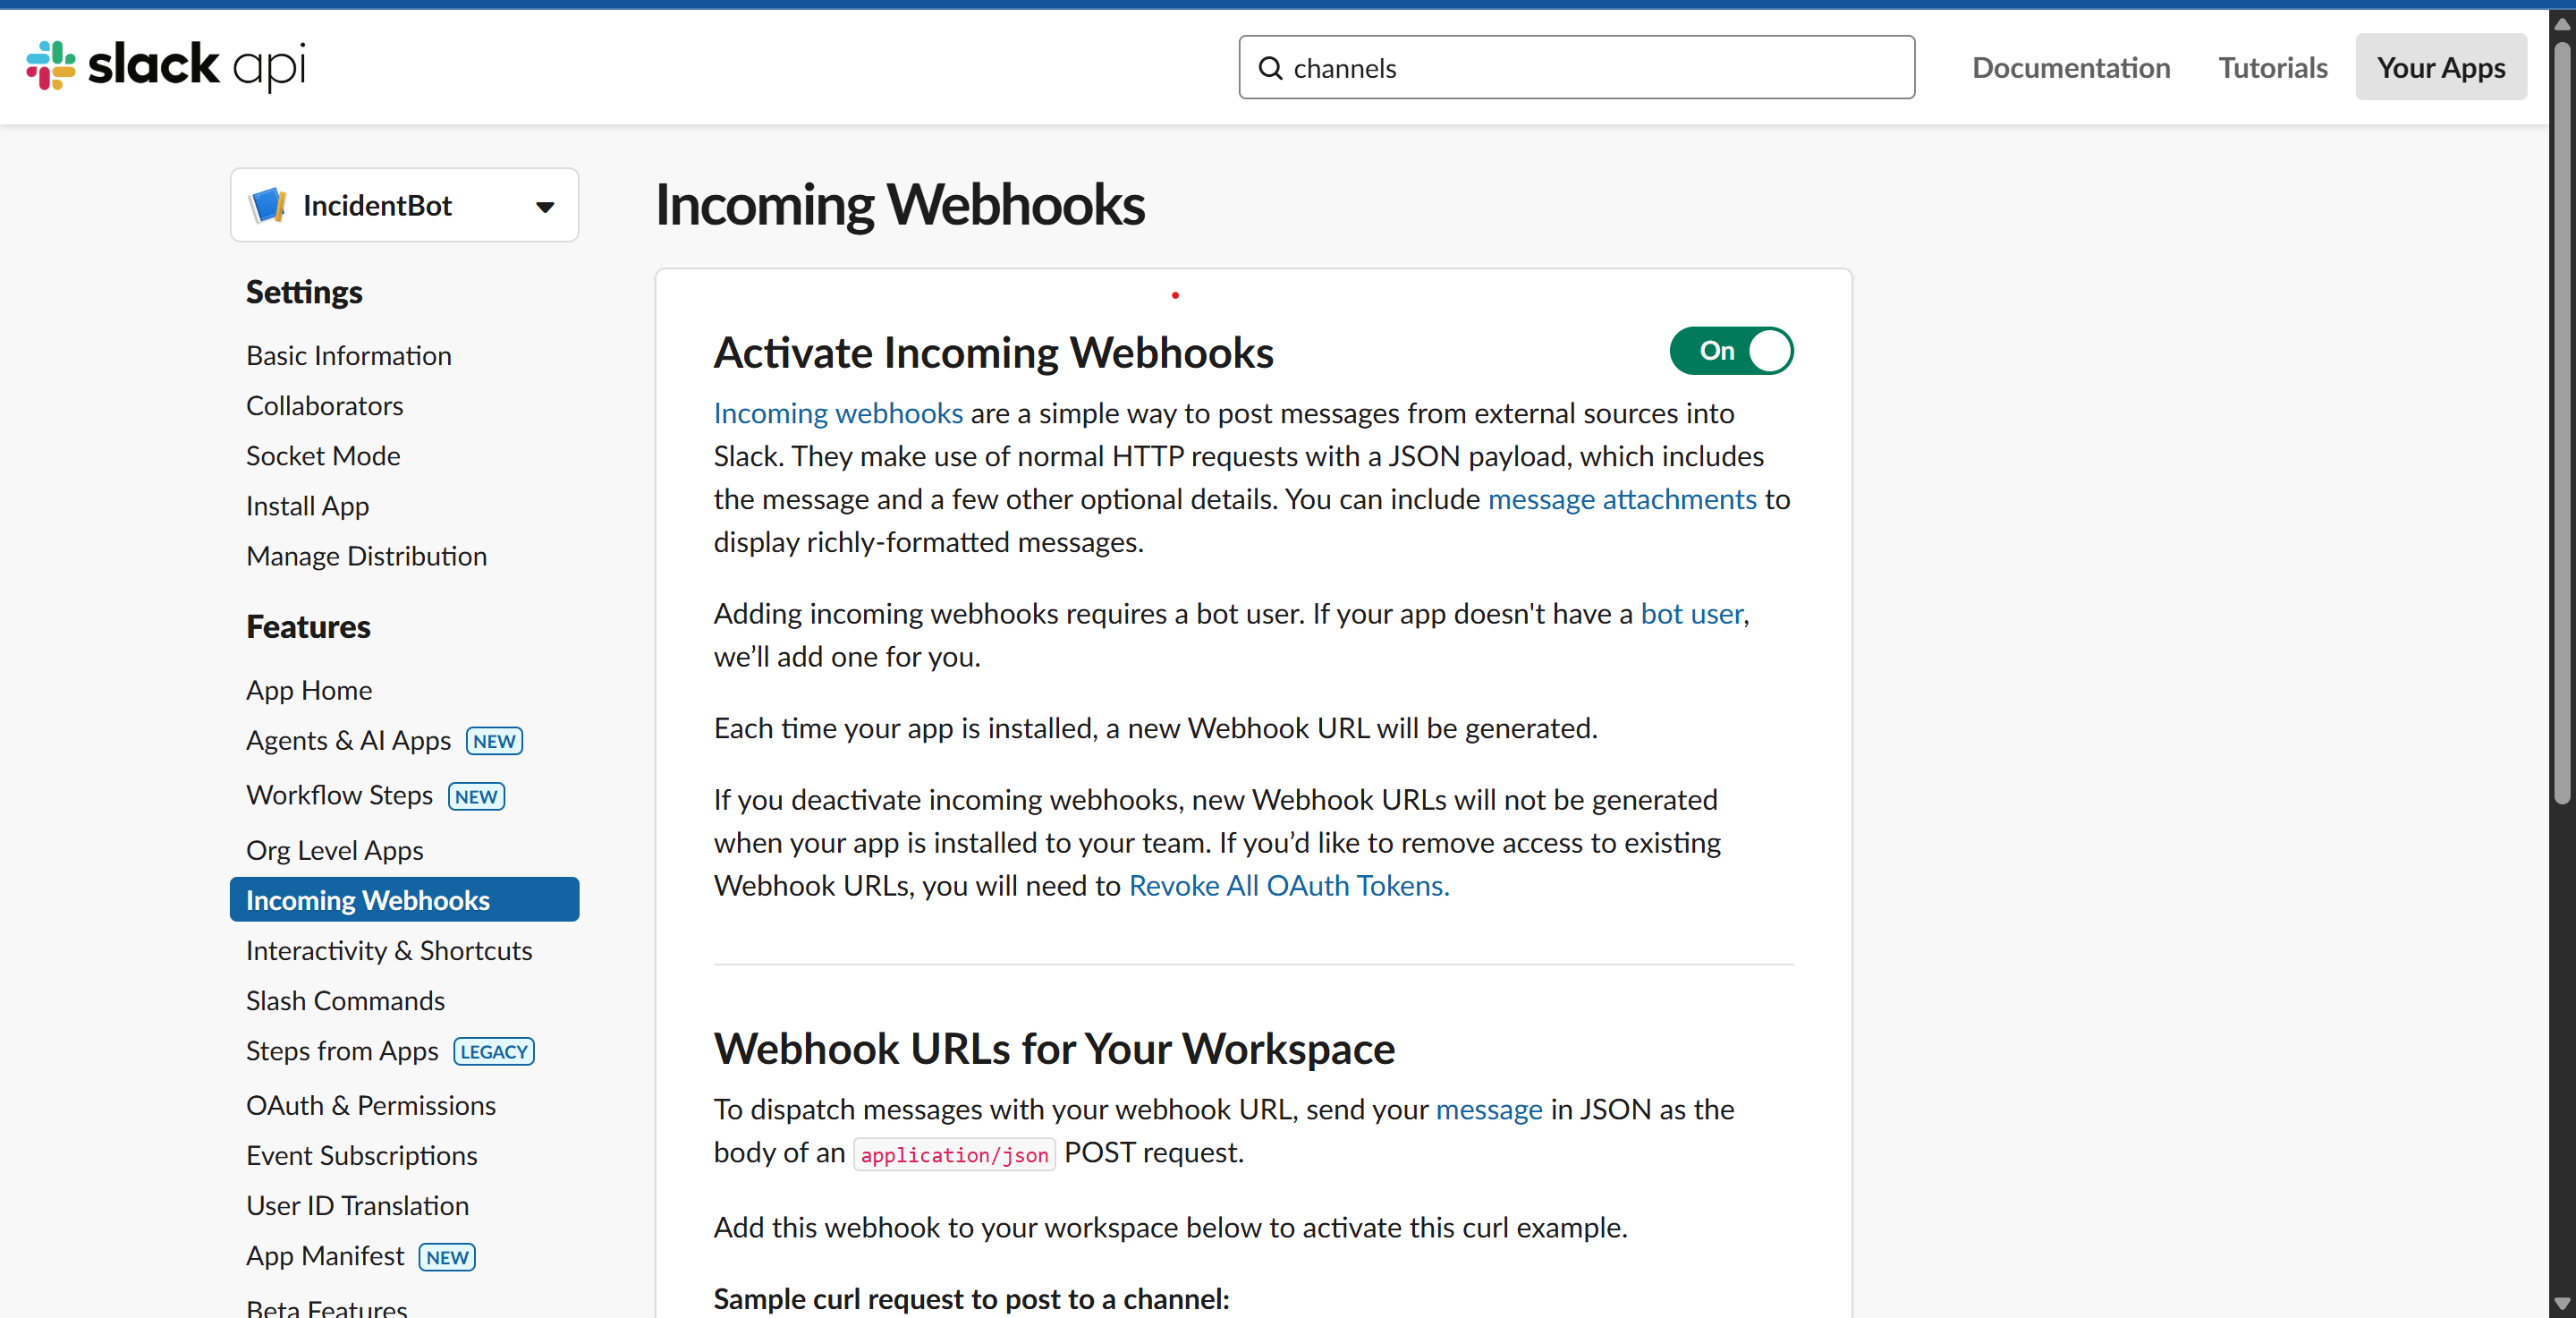 slack api
channels
Documentation
Tutorials
Your Apps
IncidentBot
Settings
Basic Information
Collaborators
Socket Mode
Install App
Manage Distribution
Features
App Home
Agents & AI Apps NEW
Workflow Steps NEW
Org Level Apps
Incoming Webhooks
Interactivity & Shortcuts
Slash Commands
Steps from Apps LEGACY
OAuth & Permissions
Event Subscriptions
User ID Translation
App Manifest NEW
Beta Features
Incoming Webhooks
Activate Incoming Webhooks
On
Incoming webhooks are a simple way to post messages from external sources into
Slack. They make use of normal HTTP requests with a JSON payload, which includes
the message and a few other optional details. You can include message attachments to
display richly-formatted messages.
Adding incoming webhooks requires a bot user. If your app doesn't have a bot user,
we’ll add one for you.
Each time your app is installed, a new Webhook URL will be generated.
If you deactivate incoming webhooks, new Webhook URLs will not be generated
when your app is installed to your team. If you’d like to remove access to existing
Webhook URLs, you will need to Revoke All OAuth Tokens.
Webhook URLs for Your Workspace
To dispatch messages with your webhook URL, send your message in JSON as the
body of an application/json POST request.
Add this webhook to your workspace below to activate this curl example.
Sample curl request to post to a channel: